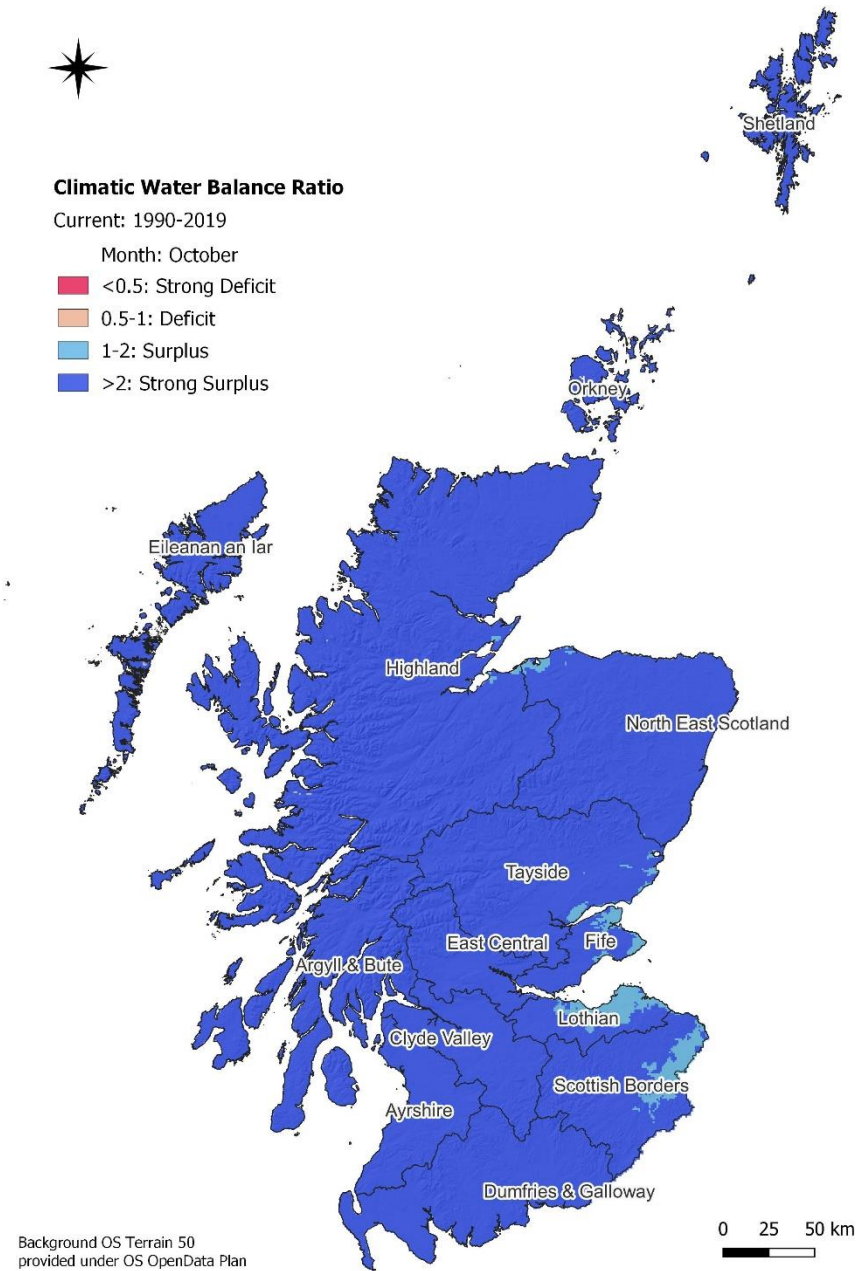 Shetland
Climatic Water Balance Ratio
Current: 1990-2019
Month: October
<0.5: Strong Deficit
0.5-1: Deficit
1-2: Surplus
>2: Strong Surplus
Orkney
Eileanan an Iar
Highland
North East Scotland
Tayside
East Central
Fife
Argyll & Bute
Lothian
Clyde Valley
Scottish Borders
Ayrshire
Dumfries & Galloway
0 25 50 km
Background OS Terrain 50
provided under OS OpenData Plan